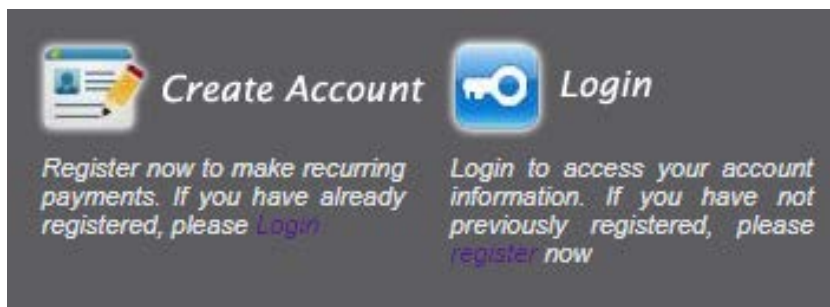 Create Account
Register now to make recurring
payments. If you have already
registered, please Login
Login
Login to access your account
information. If you have not
previously registered, please
register now